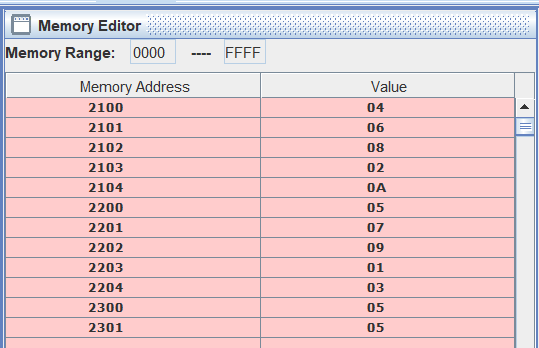 Memory Editor
Memory Range: 0000 ---- FFFF
Memory Address Value
2100 04
2101 06
2102 08
2103 02
2104 0A
2200 05
2201 07
2202 09
2203 01
2204 03
2300 05
2301 05